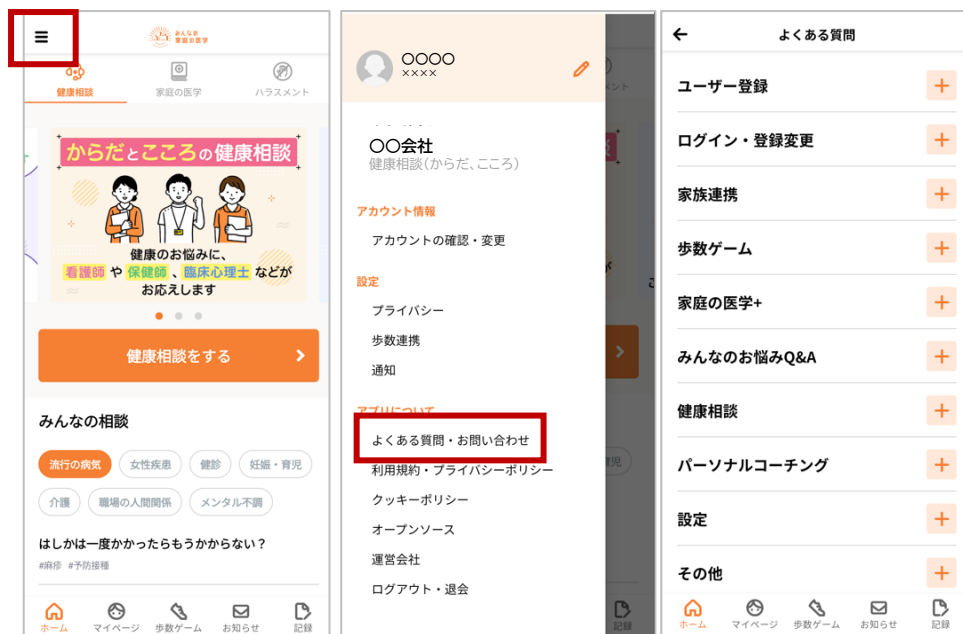 みんなの
家庭の医学
健康相談
家庭の医学
ハラスメント
からだとこころの健康相談
健康のお悩みに、
看護師 や 保健師 、臨床心理士 などが
お応えします
健康相談をする
みんなの相談
流行の病気
女性疾患
健診
妊娠・育児
介護
職場の人間関係
メンタル不調
はしかは一度かかったらもうかからない?
#麻疹 #予防接種
ホーム
マイページ
歩数ゲーム
お知らせ
記録
〇〇〇〇
××××
〇〇会社
健康相談(からだ、こころ)
アカウント情報
アカウントの確認・変更
設定
プライバシー
歩数連携
通知
アプリについて
よくある質問・お問い合わせ
利用規約・プライバシーポリシー
クッキーポリシー
オープンソース
運営会社
ログアウト・退会
記録
よくある質問
ユーザー登録
ログイン・登録変更
家族連携
歩数ゲーム
家庭の医学+
みんなのお悩みQ&A
健康相談
パーソナルコーチング
設定
その他
ホーム
マイページ
歩数ゲーム
お知らせ
記録